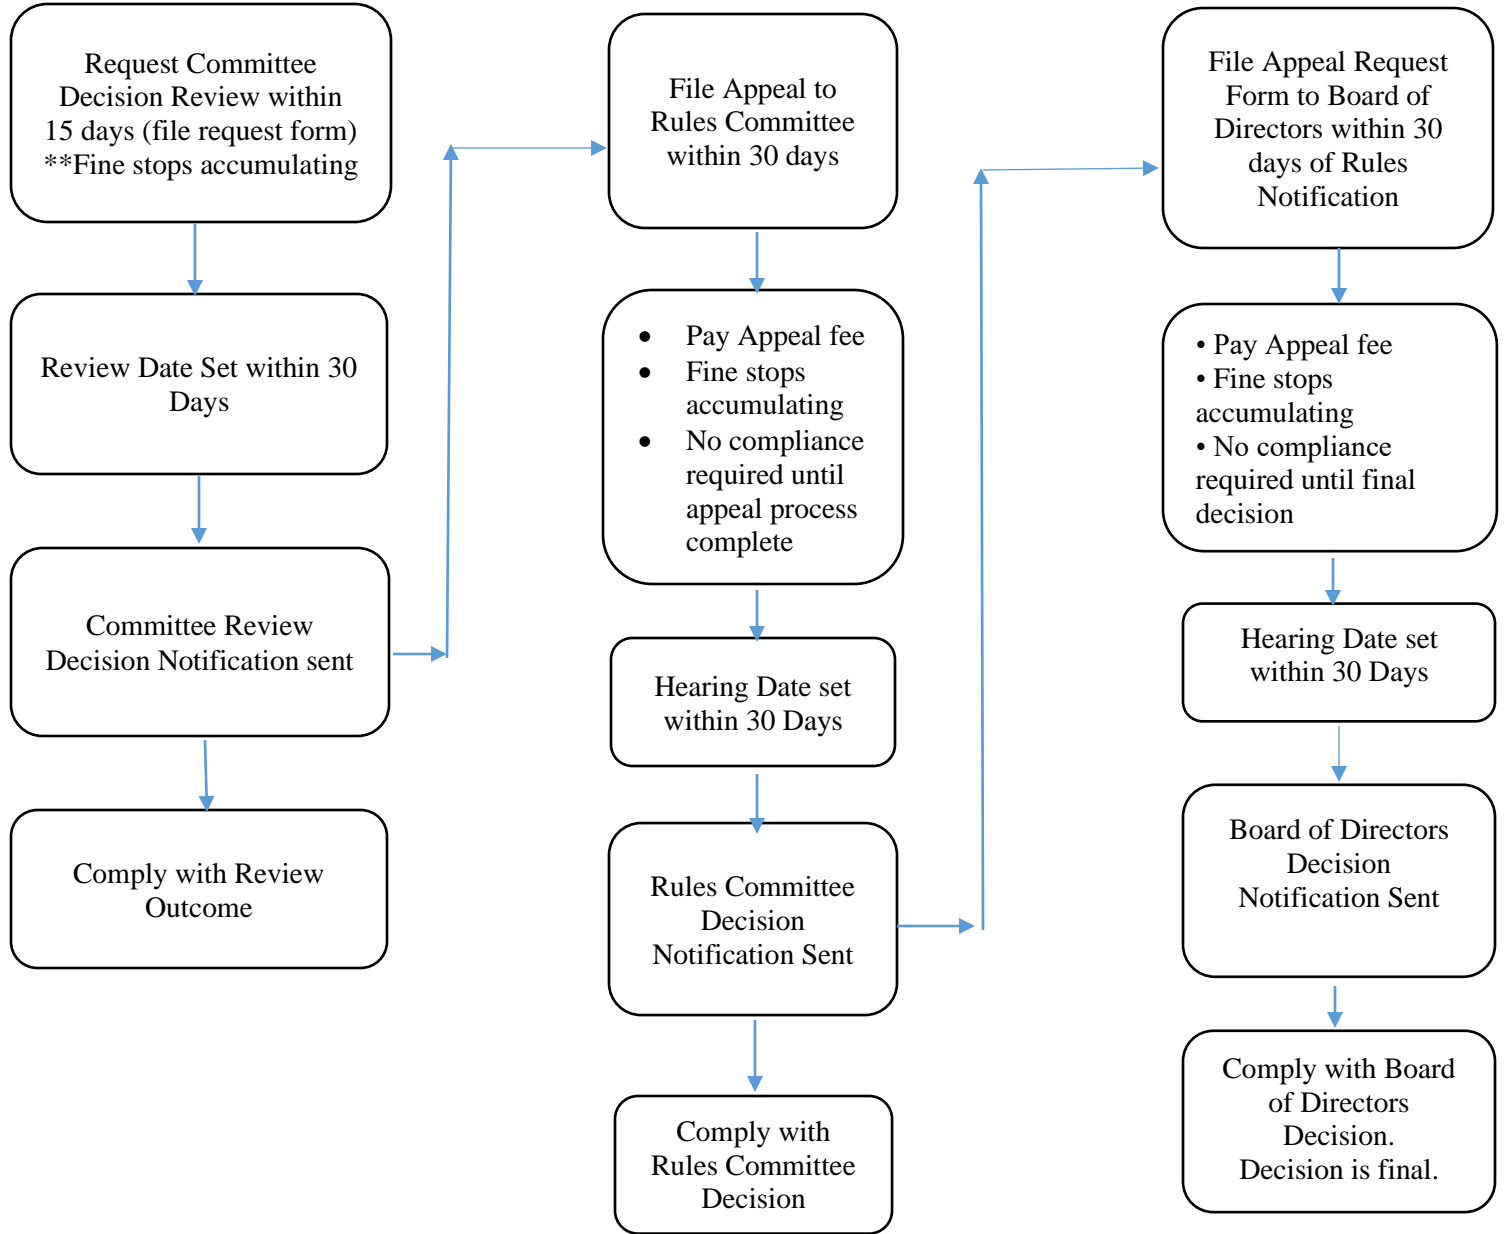 Request Committee
Decision Review within
15 days (file request form)
**Fine stops accumulating
Review Date Set within 30
Days
Committee Review
Decision Notification sent
Comply with Review
Outcome
File Appeal to
Rules Committee
within 30 days
• Pay Appeal fee
• Fine stops
accumulating
• No compliance
required until
appeal process
complete
Hearing Date set
within 30 Days
Rules Committee
Decision
Notification Sent
Comply with
Rules Committee
Decision
File Appeal Request
Form to Board of
Directors within 30
days of Rules
Notification
• Pay Appeal fee
• Fine stops
accumulating
• No compliance
required until final
decision
Hearing Date set
within 30 Days
Board of Directors
Decision
Notification Sent
Comply with Board
of Directors
Decision.
Decision is final.